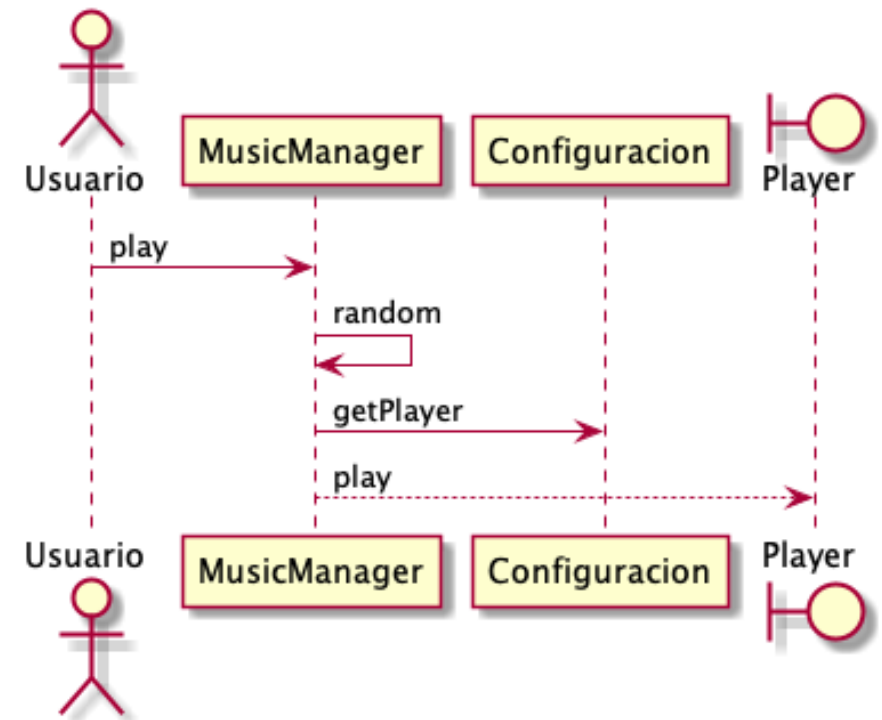 Usuario
MusicManager
Configuracion
Player
play
random
getPlayer
play
Usuario
MusicManager
Configuracion
Player